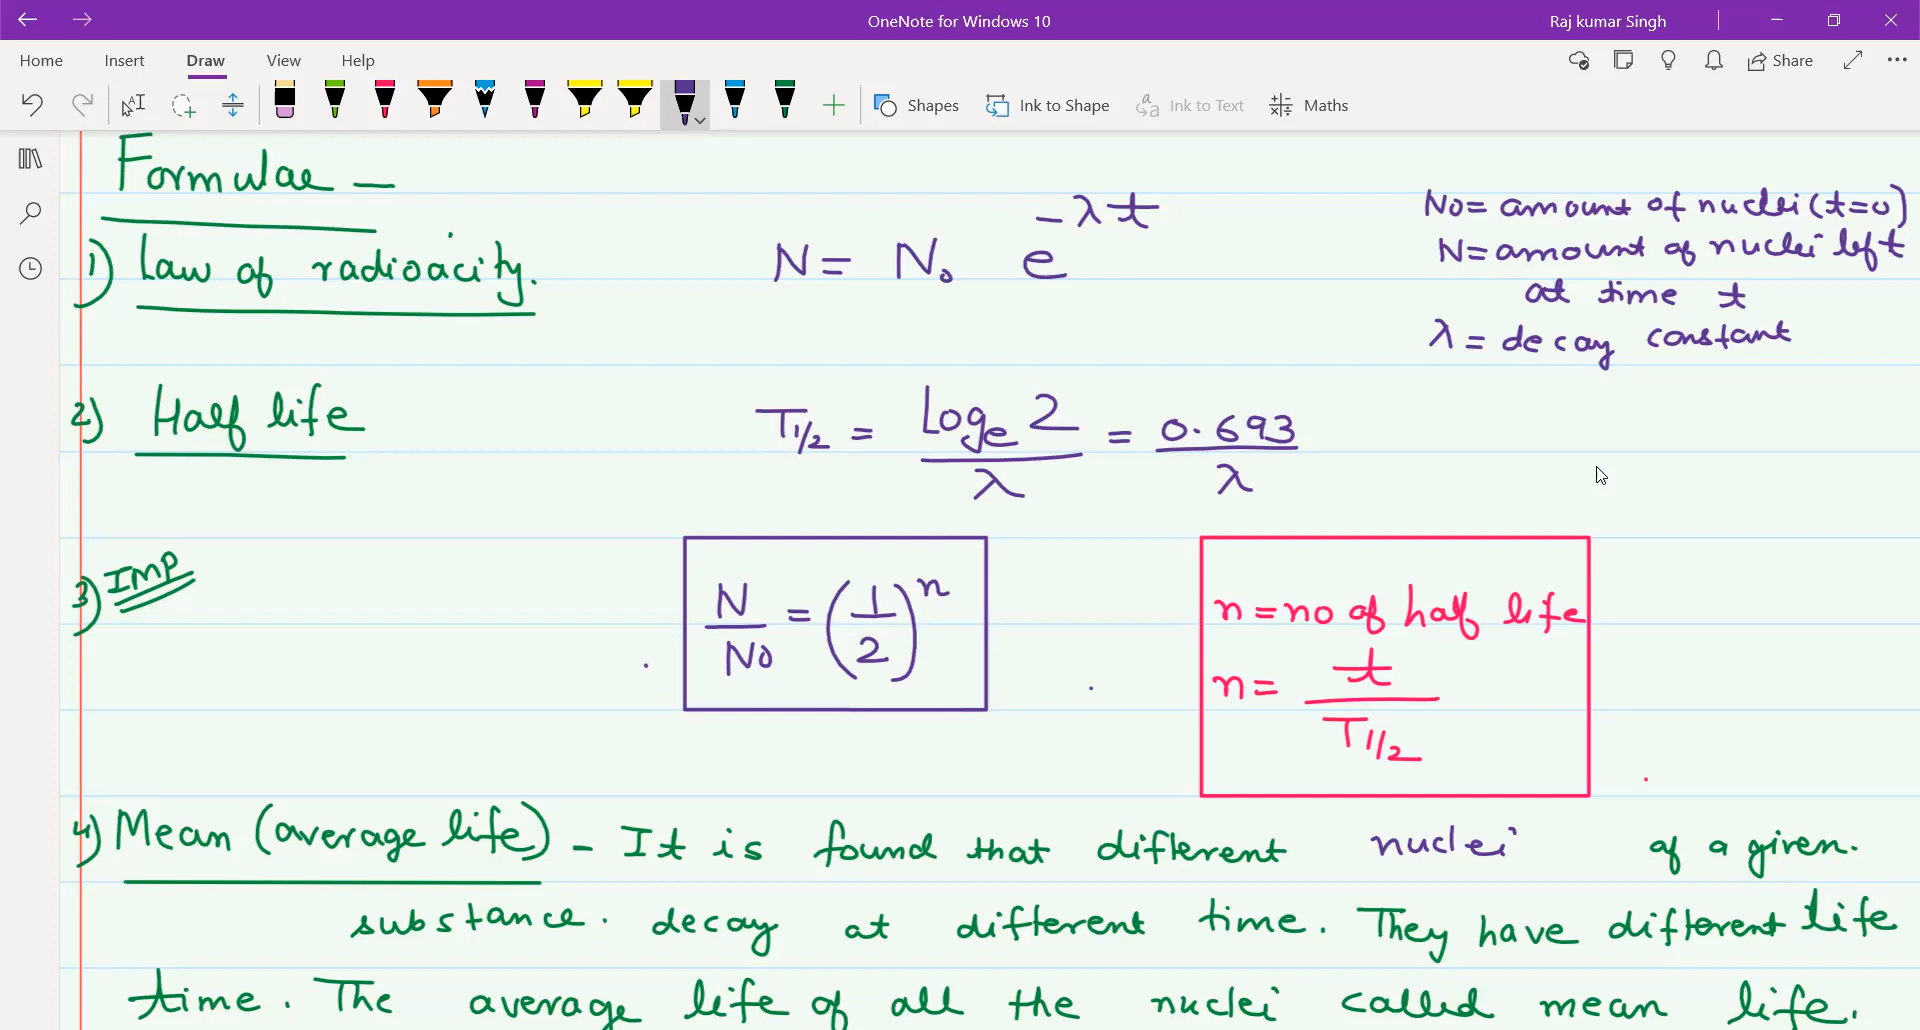 OneNote for Windows 10
Raj kumar Singh
Home Insert Draw View Help
Share
Shapes Ink to Shape Ink to Text Maths
Formulae —
1) Law of radioacity.
N = N₀ e^(-λt)
No = amount of nuclei (t=0)
N = amount of nuclei left
at time t
λ = decay constant
2) Half life
T1/2 = Loge 2 / λ = 0.693 / λ
3) IMP
N/No = (1/2)^n
n = no of half life
n = t / T1/2
4) Mean (average life) - It is found that different nuclei of a given.
substance. decay at different time. They have different life
time. The average life of all the nuclei called mean life.